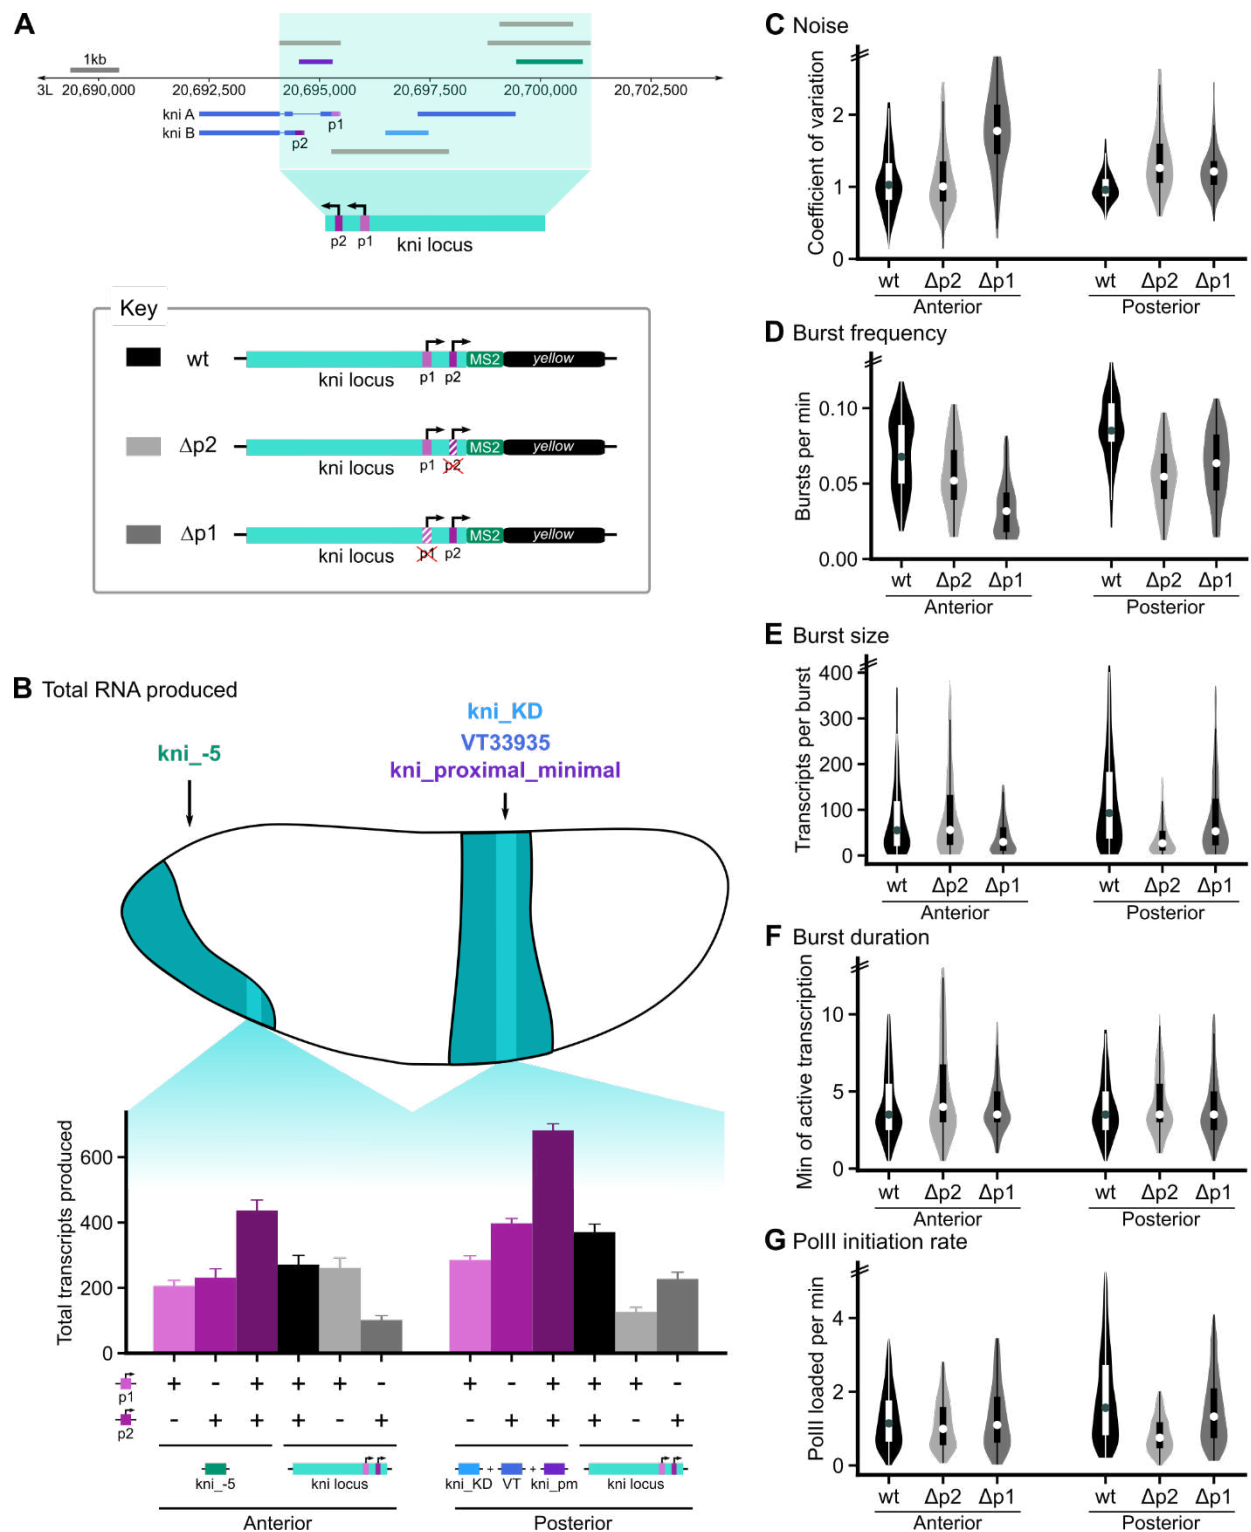 A
1kb
3L 20,690,000 20,692,500 20,695,000 20,697,500 20,700,000 20,702,500
kni A
p1
kni B
p2
p2 p1 kni locus
Key
wt
kni locus p1 p2 MS2 yellow
Δp2
kni locus p1 p2 MS2 yellow
Δp1
kni locus p1 p2 MS2 yellow
B Total RNA produced
kni_-5
kni_KD
VT33935
kni_proximal_minimal
Total transcripts produced
600
400
200
0
p1 + - + + + - + - + + + -
p2 - + + + - + - + + + - +
kni_-5 kni locus kni_KD + VT + kni_pm kni locus
Anterior Posterior
C Noise
Coefficient of variation
2
1
0
wt Δp2 Δp1 wt Δp2 Δp1
Anterior Posterior
D Burst frequency
Bursts per min
0.10
0.05
0.00
wt Δp2 Δp1 wt Δp2 Δp1
Anterior Posterior
E Burst size
Transcripts per burst
400
300
200
100
0
wt Δp2 Δp1 wt Δp2 Δp1
Anterior Posterior
F Burst duration
Min of active transcription
10
5
0
wt Δp2 Δp1 wt Δp2 Δp1
Anterior Posterior
G PolII initiation rate
PolII loaded per min
4
2
0
wt Δp2 Δp1 wt Δp2 Δp1
Anterior Posterior